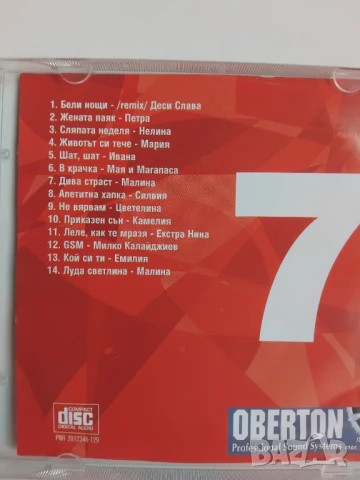 1. Бели нощи - /remix/ Деси Слава
2. Жената паяк - Петра
3. Сляпата неделя - Нелина
4. Животът си тече - Мария
5. Шат, шат - Ивана
6. В крачка - Мая и Магапаса
7. Дива страст - Малина
8. Апетитна хапка - Силвия
9. Не вярвам - Цветелина
10. Приказен сън - Камелия
11. Леле, как те мразя - Екстра Нина
12. GSM - Милко Калайджиев
13. Кой си ти - Емилия
14. Луда светлина - Малина
7
COMPACT
disc
DIGITAL AUDIO
OBERTON
Professional Sound Systems
bazar.bg